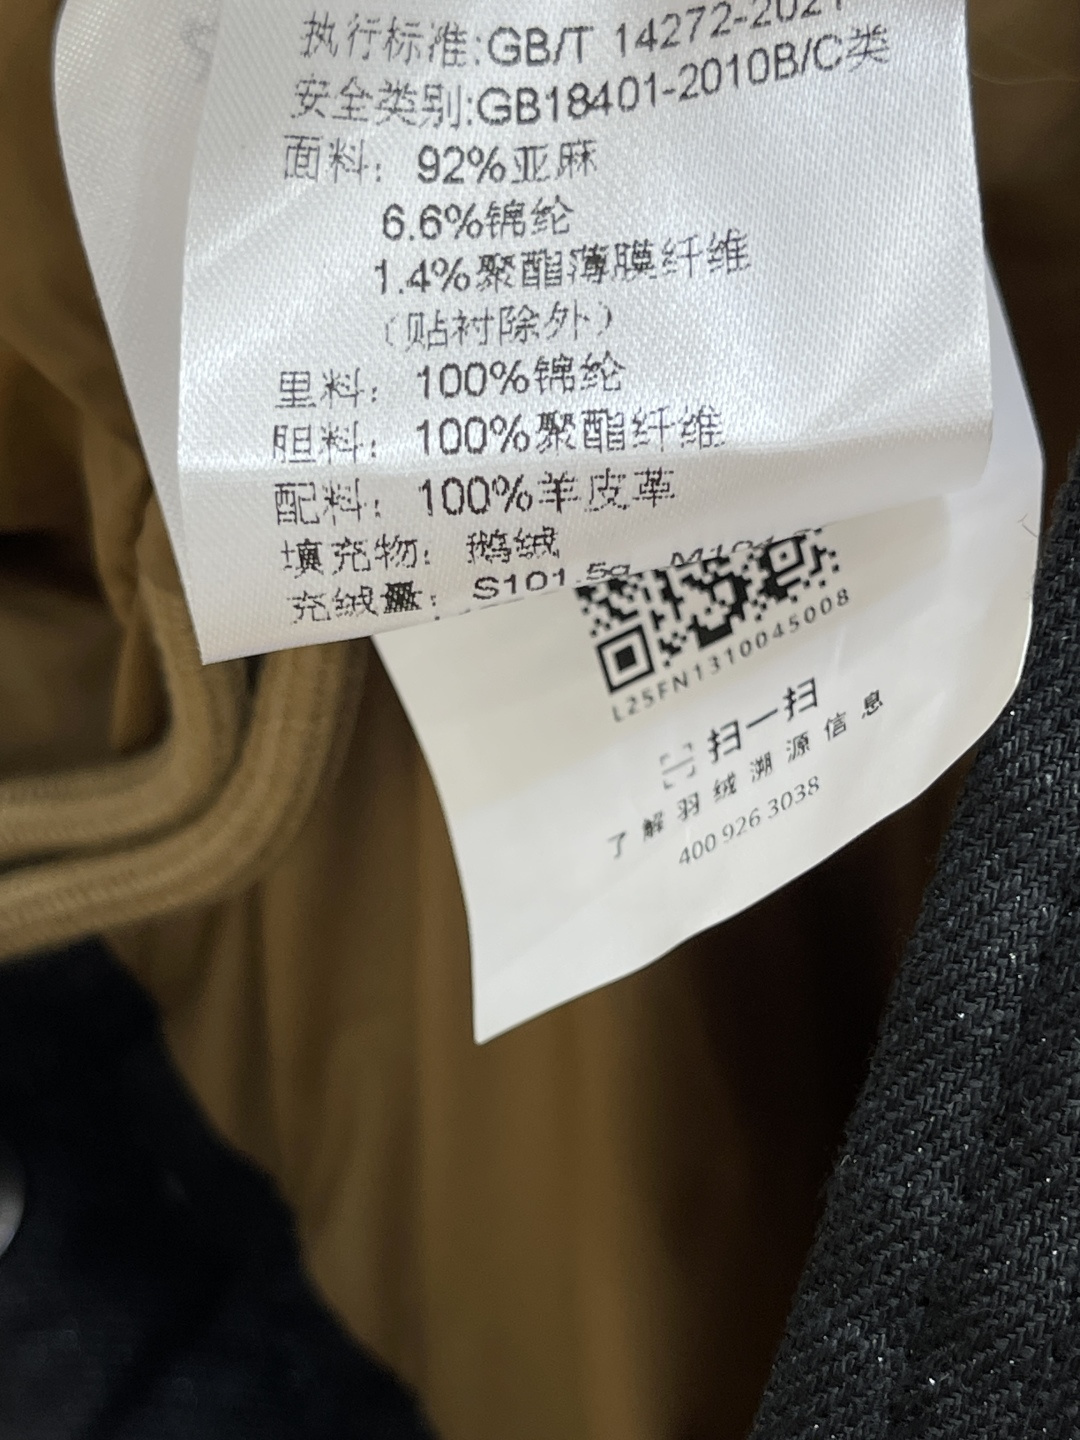 执行标准:GB/T 14272-2021
安全类别:GB18401-2010B/C类
面料： 92%亚麻
6.6%锦纶
1.4%聚酯薄膜纤维
（贴衬除外）
里料： 100%锦纶
胆料： 100%聚酯纤维
配料： 100%羊皮革
填充物： 鹅绒
充绒量： S101.5g
L25FN1310045008
扫一扫
了解羽绒溯源信息
400 926 3038